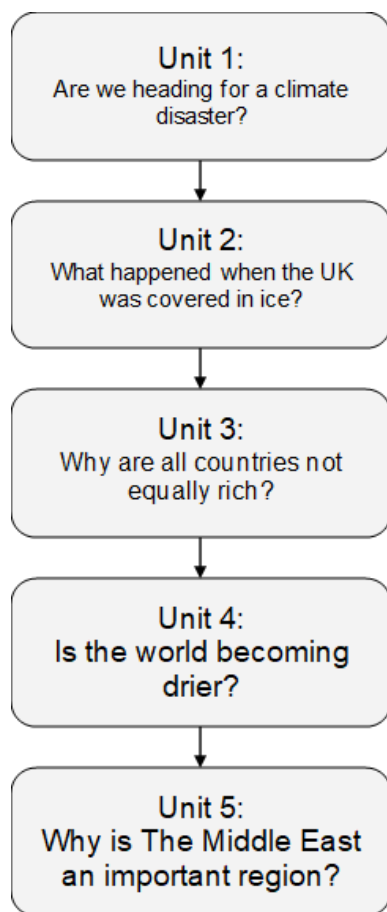 Unit 1:
Are we heading for a climate
disaster?
Unit 2:
What happened when the UK
was covered in ice?
Unit 3:
Why are all countries not
equally rich?
Unit 4:
Is the world becoming
drier?
Unit 5:
Why is The Middle East
an important region?